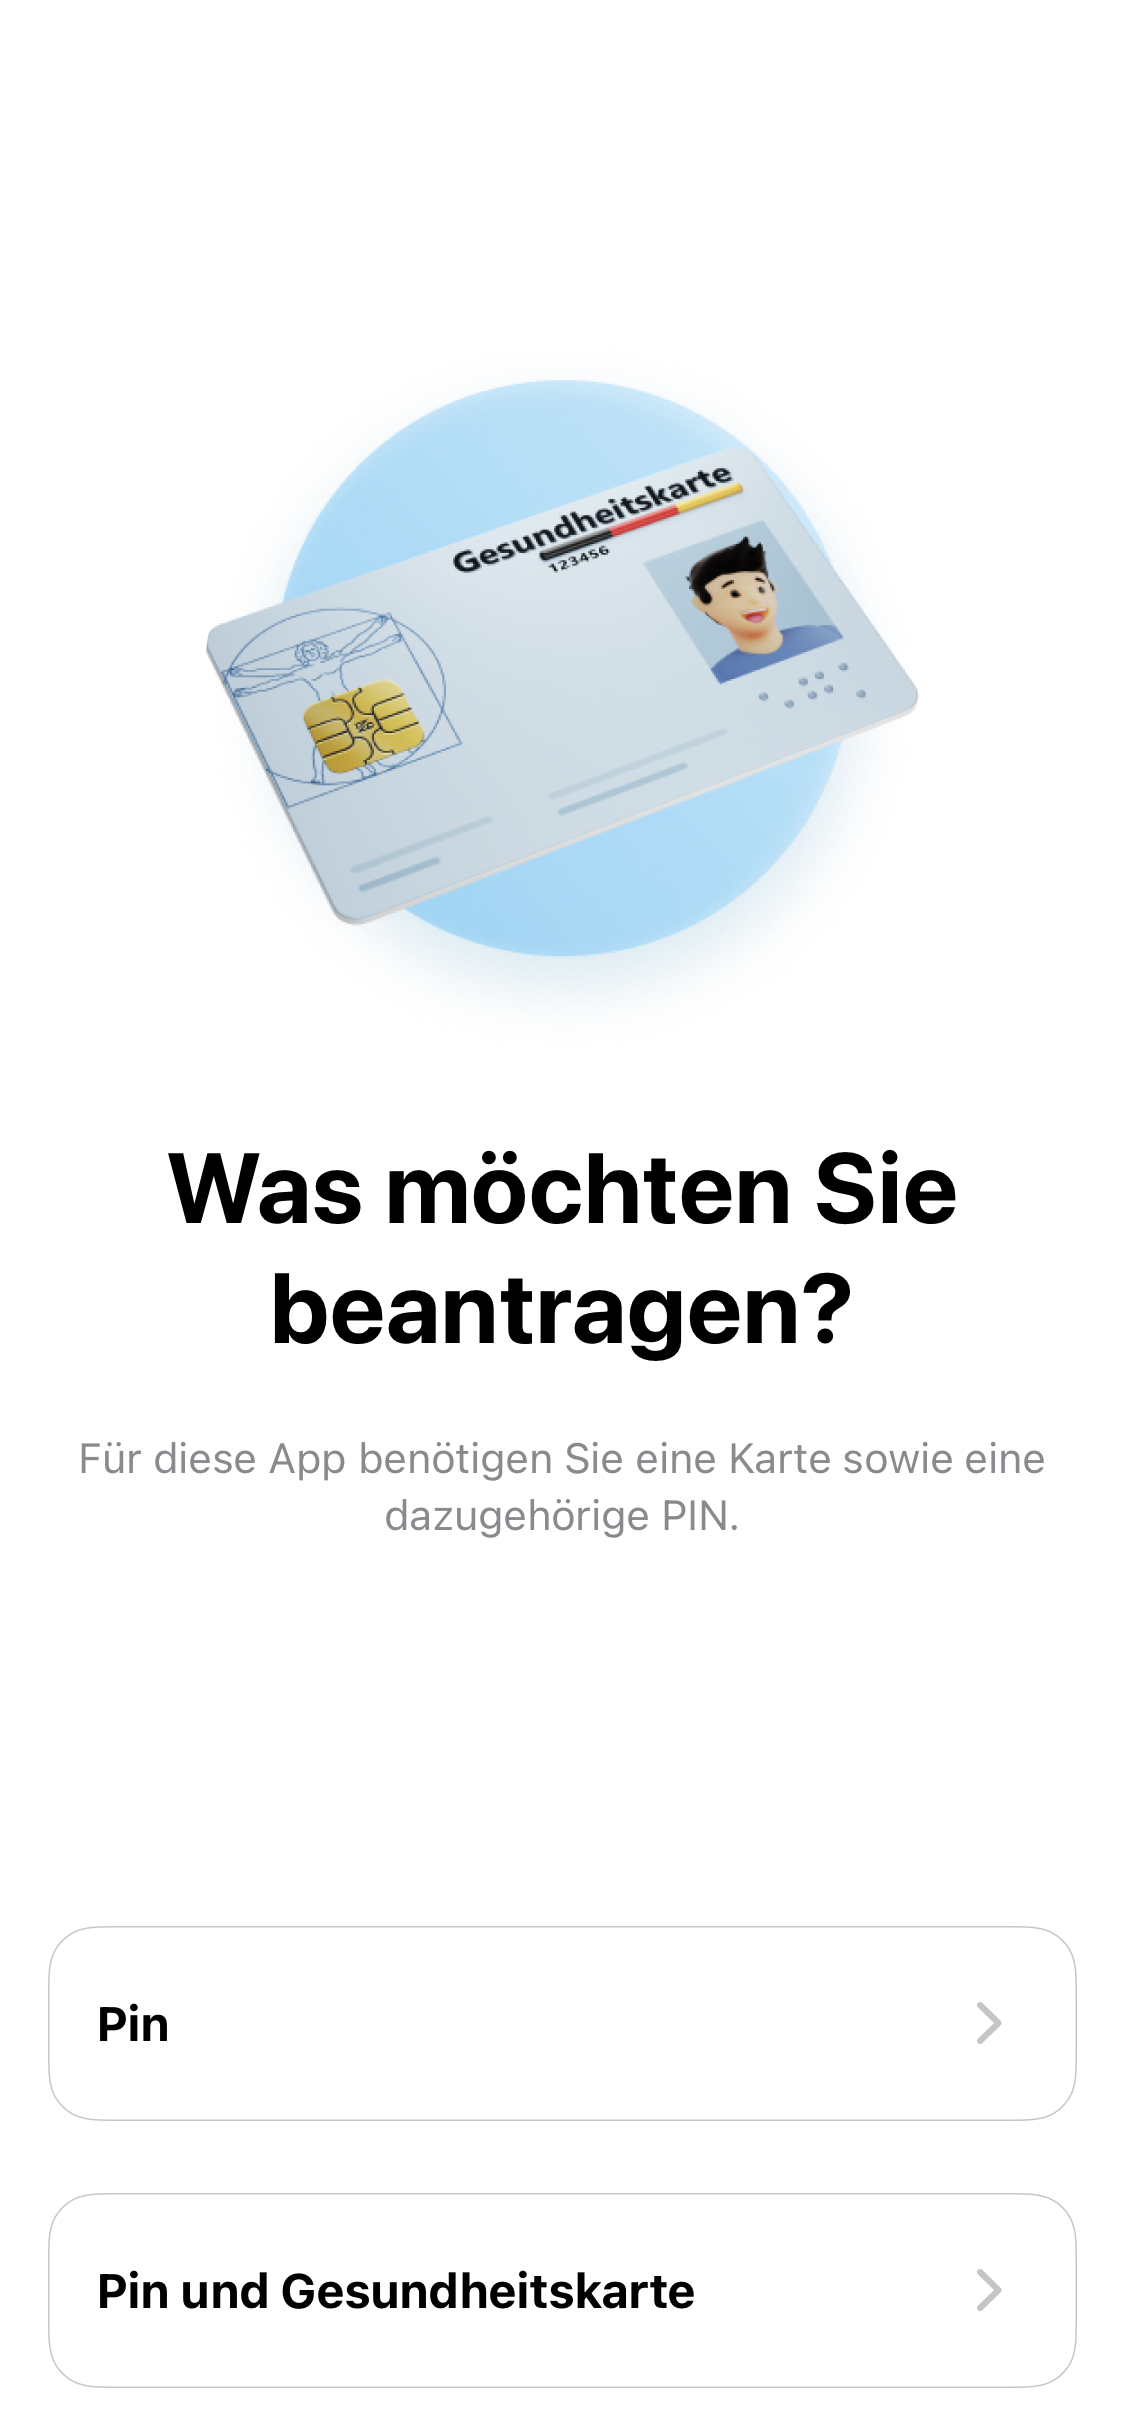 Gesundheitskarte
123456
Was möchten Sie
beantragen?
Für diese App benötigen Sie eine Karte sowie eine
dazugehörige PIN.
Pin
Pin und Gesundheitskarte